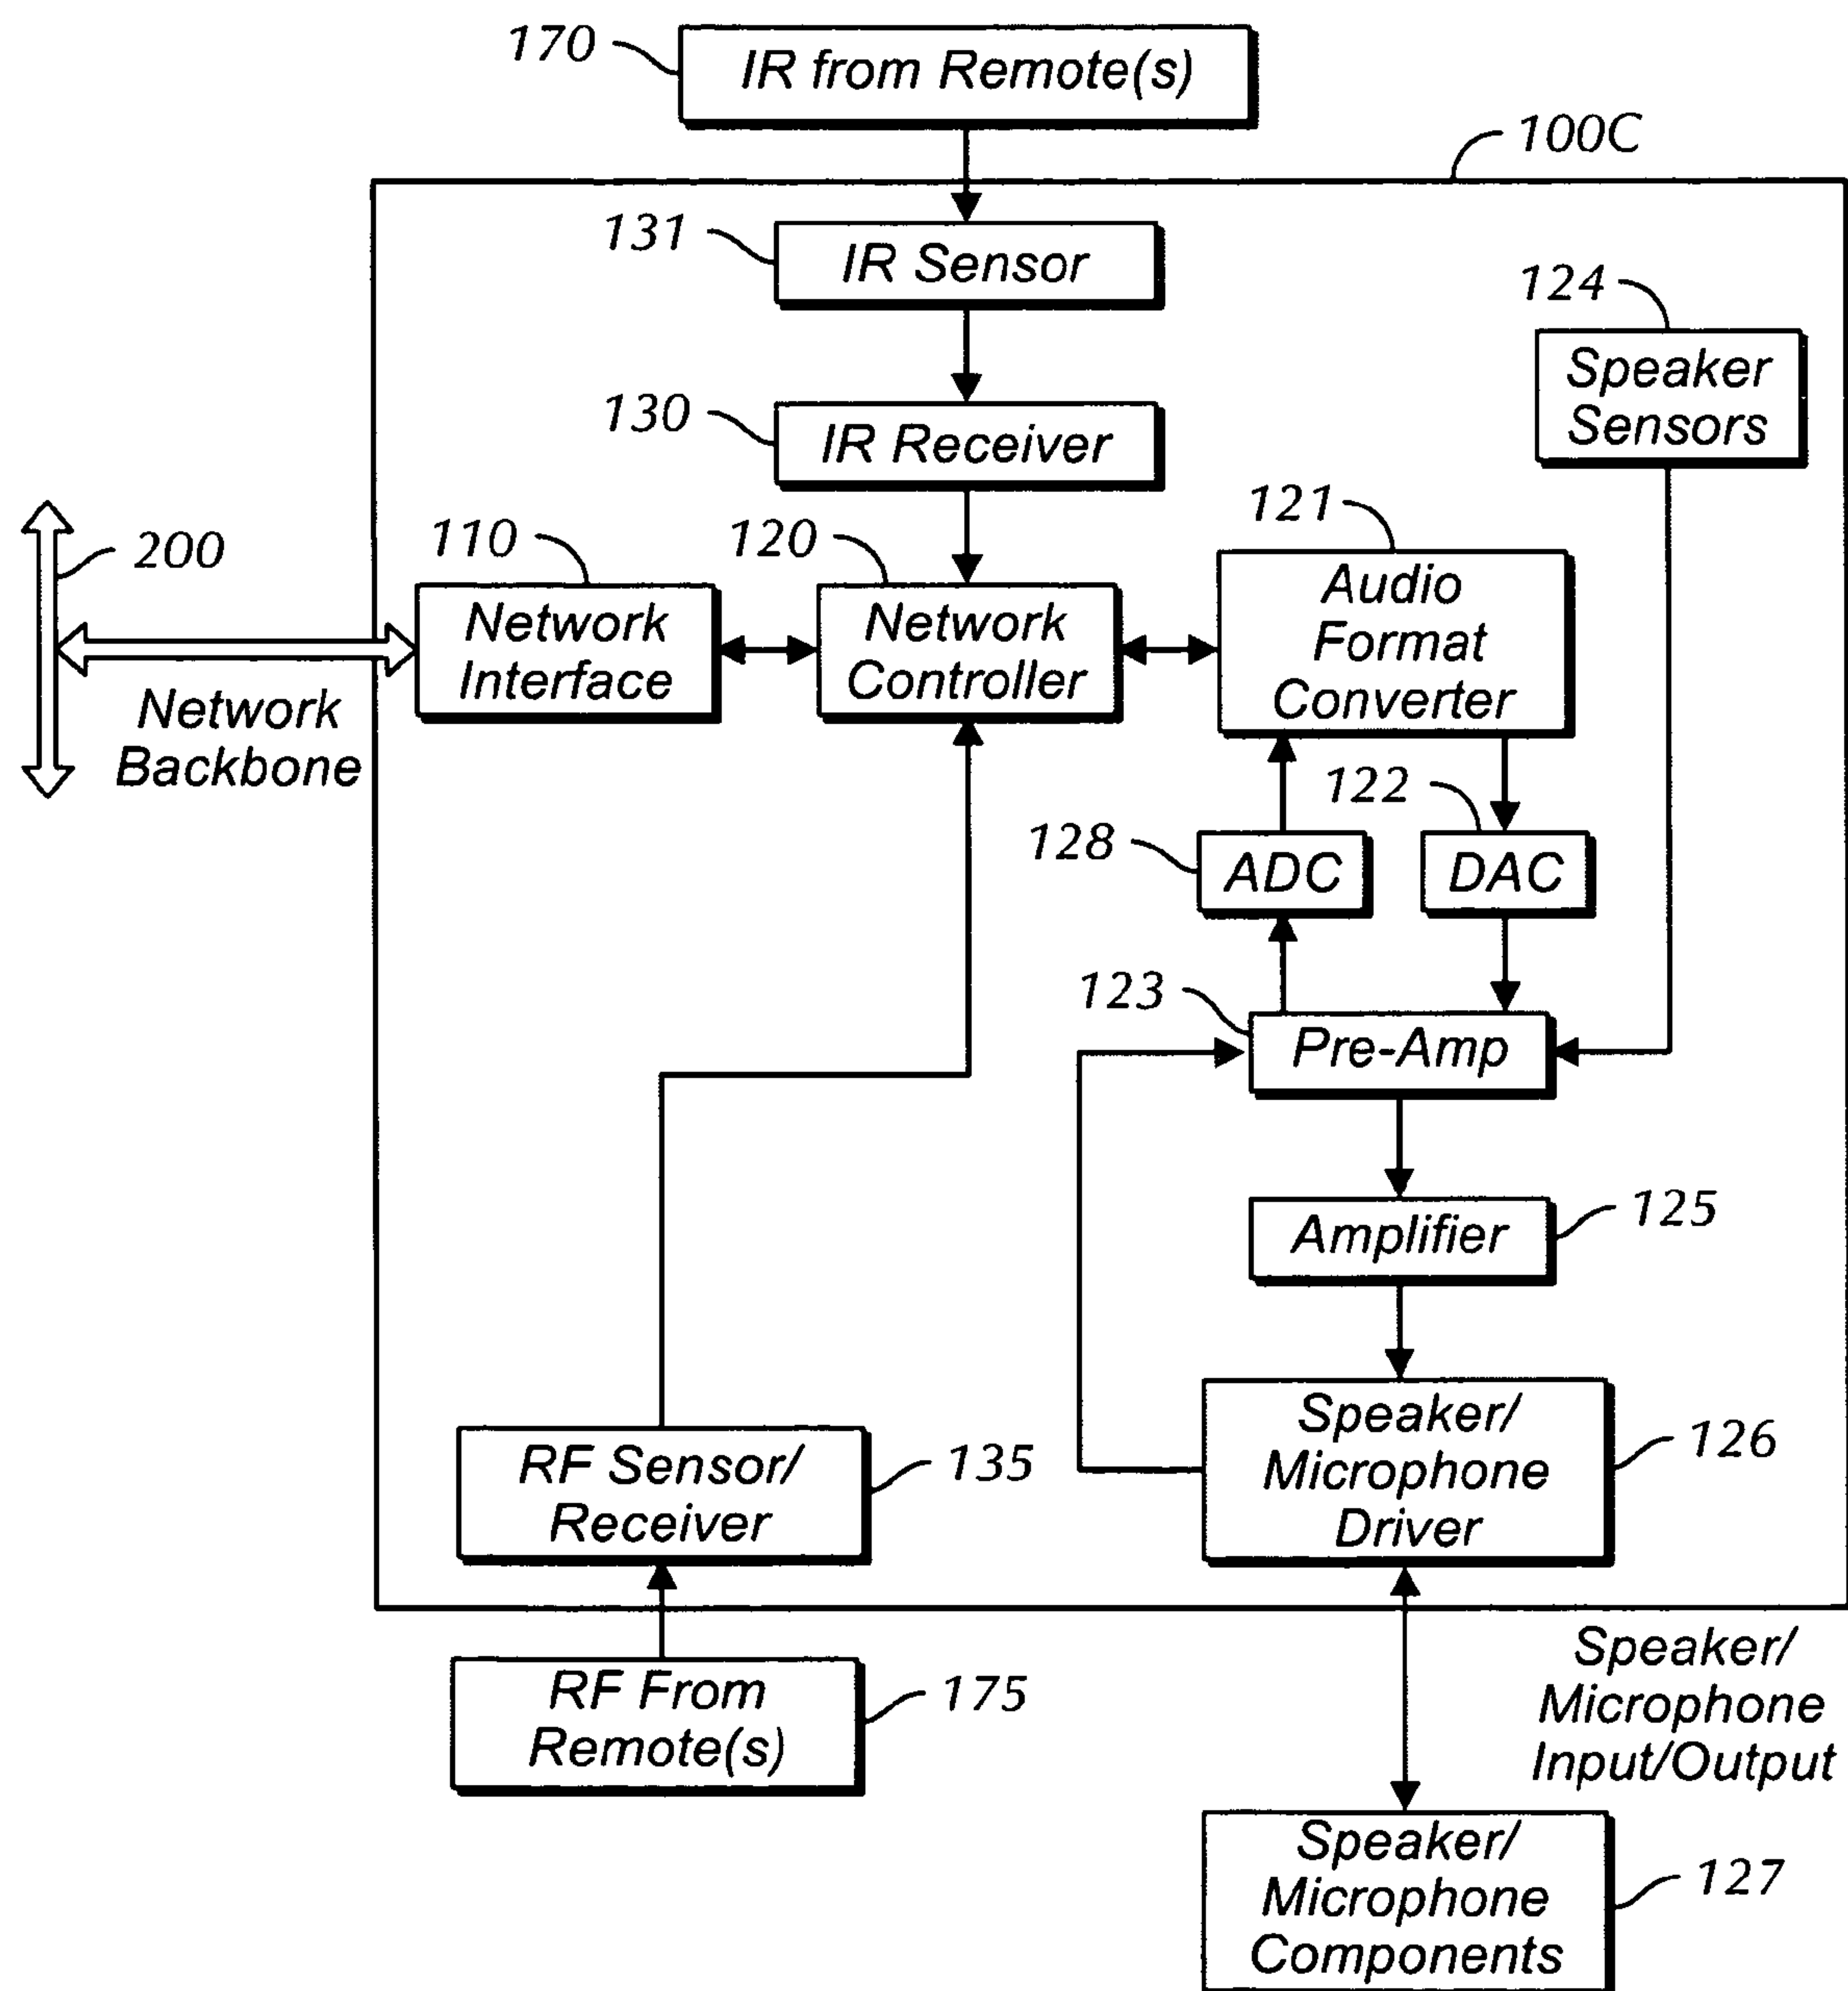 170
IR from Remote(s)
100C
131
IR Sensor
124
Speaker
Sensors
130
IR Receiver
200
110
120
121
Network
Interface
Network
Controller
Audio
Format
Converter
Network
Backbone
122
128
ADC
DAC
123
Pre-Amp
Amplifier
125
Speaker/
Microphone
Driver
126
RF Sensor/
Receiver
135
RF From
Remote(s)
175
Speaker/
Microphone
Input/Output
Speaker/
Microphone
Components
127